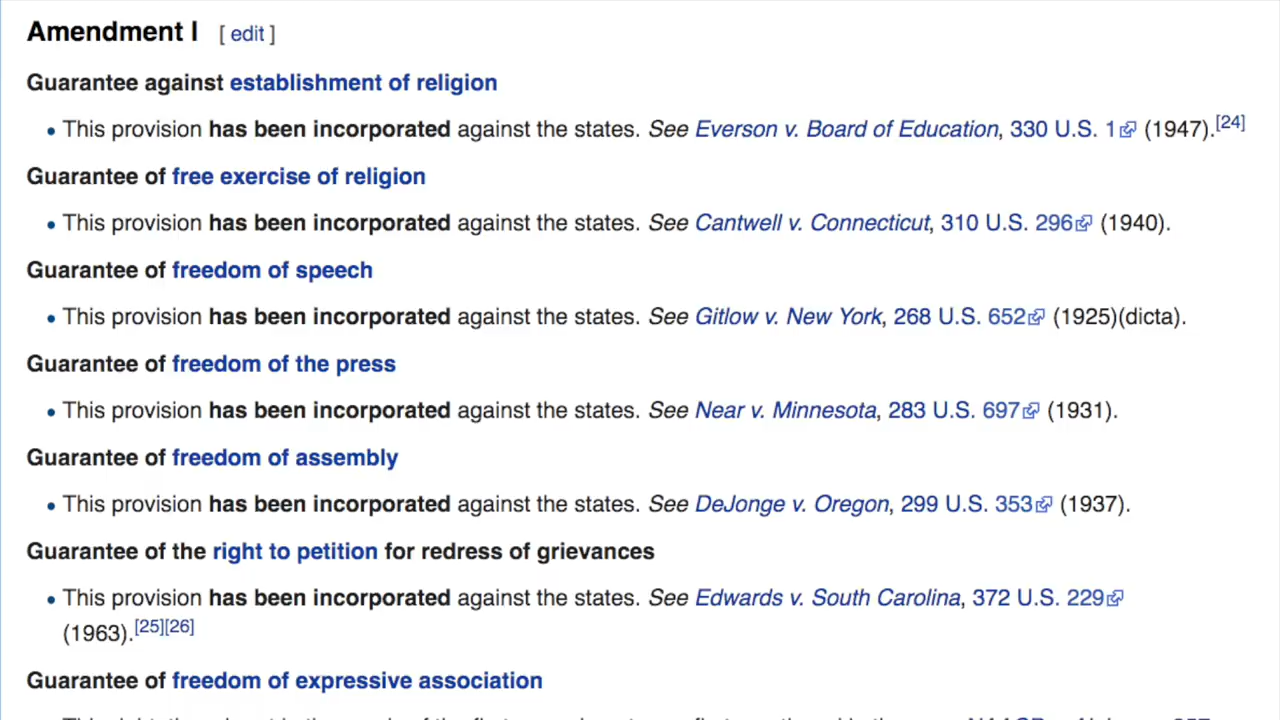 Amendment I [ edit ]
Guarantee against establishment of religion
• This provision has been incorporated against the states. See Everson v. Board of Education, 330 U.S. 1 (1947).[24]
Guarantee of free exercise of religion
• This provision has been incorporated against the states. See Cantwell v. Connecticut, 310 U.S. 296 (1940).
Guarantee of freedom of speech
• This provision has been incorporated against the states. See Gitlow v. New York, 268 U.S. 652 (1925)(dicta).
Guarantee of freedom of the press
• This provision has been incorporated against the states. See Near v. Minnesota, 283 U.S. 697 (1931).
Guarantee of freedom of assembly
• This provision has been incorporated against the states. See DeJonge v. Oregon, 299 U.S. 353 (1937).
Guarantee of the right to petition for redress of grievances
• This provision has been incorporated against the states. See Edwards v. South Carolina, 372 U.S. 229
(1963).[25][26]
Guarantee of freedom of expressive association